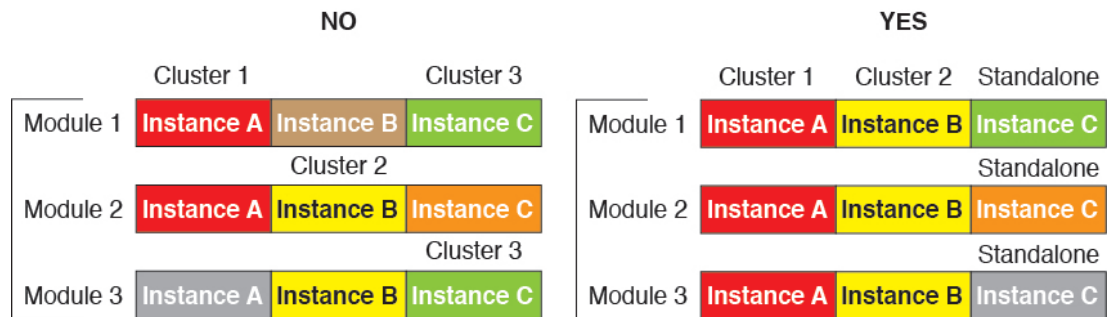 NO
Cluster 1 Cluster 3
Module 1 Instance A Instance B Instance C
Cluster 2
Module 2 Instance A Instance B Instance C
Cluster 3
Module 3 Instance A Instance B Instance C
YES
Cluster 1 Cluster 2 Standalone
Module 1 Instance A Instance B Instance C
Standalone
Module 2 Instance A Instance B Instance C
Standalone
Module 3 Instance A Instance B Instance C